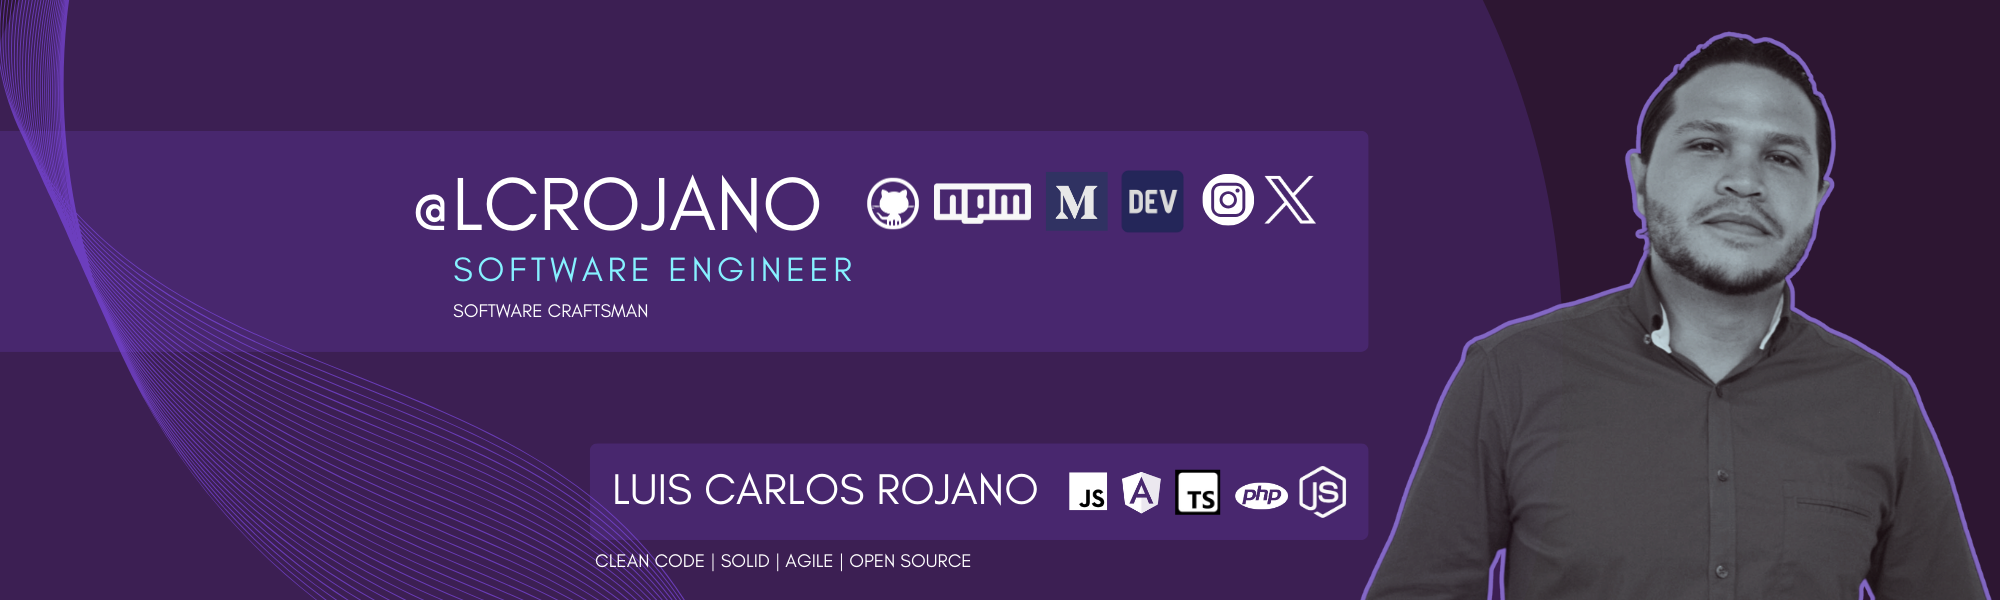 @LCROJANO npm M DEV X
SOFTWARE ENGINEER
SOFTWARE CRAFTSMAN
LUIS CARLOS ROJANO JS A TS php JS
CLEAN CODE | SOLID | AGILE | OPEN SOURCE